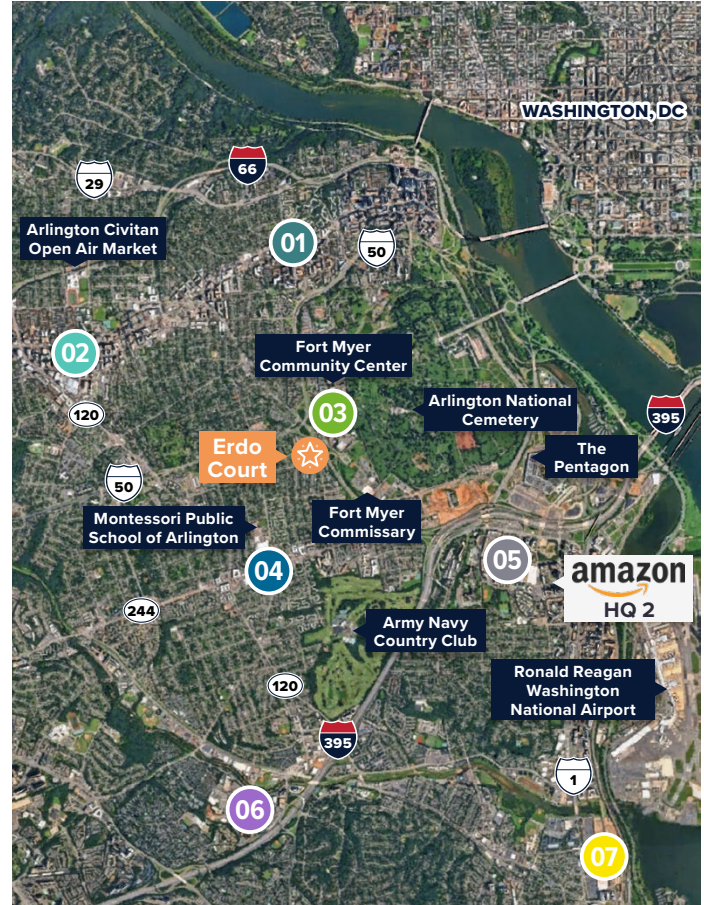 WASHINGTON, DC
66
29
Arlington Civitan
Open Air Market
01
50
02
Fort Myer
Community Center
03
Arlington National
Cemetery
395
120
Erdo
Court
The
Pentagon
50
Fort Myer
Commissary
Montessori Public
School of Arlington
04
05
amazon
HQ 2
244
Army Navy
Country Club
120
Ronald Reagan
Washington
National Airport
395
1
06
07